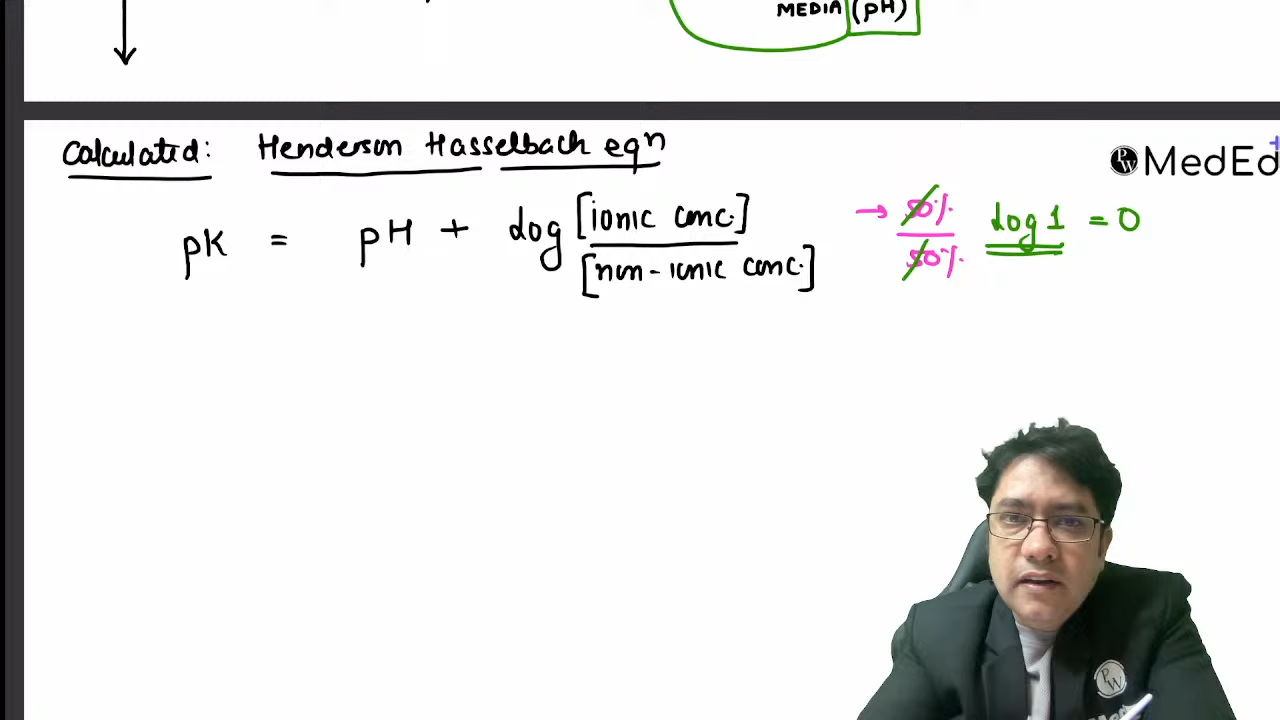 MEDIA (pH)
Calculated: Henderson Hasselbach eqn
MedEd
pK = pH + log [ionic conc.] → 50% log 1 = 0
[non-ionic conc.] 50%
PW